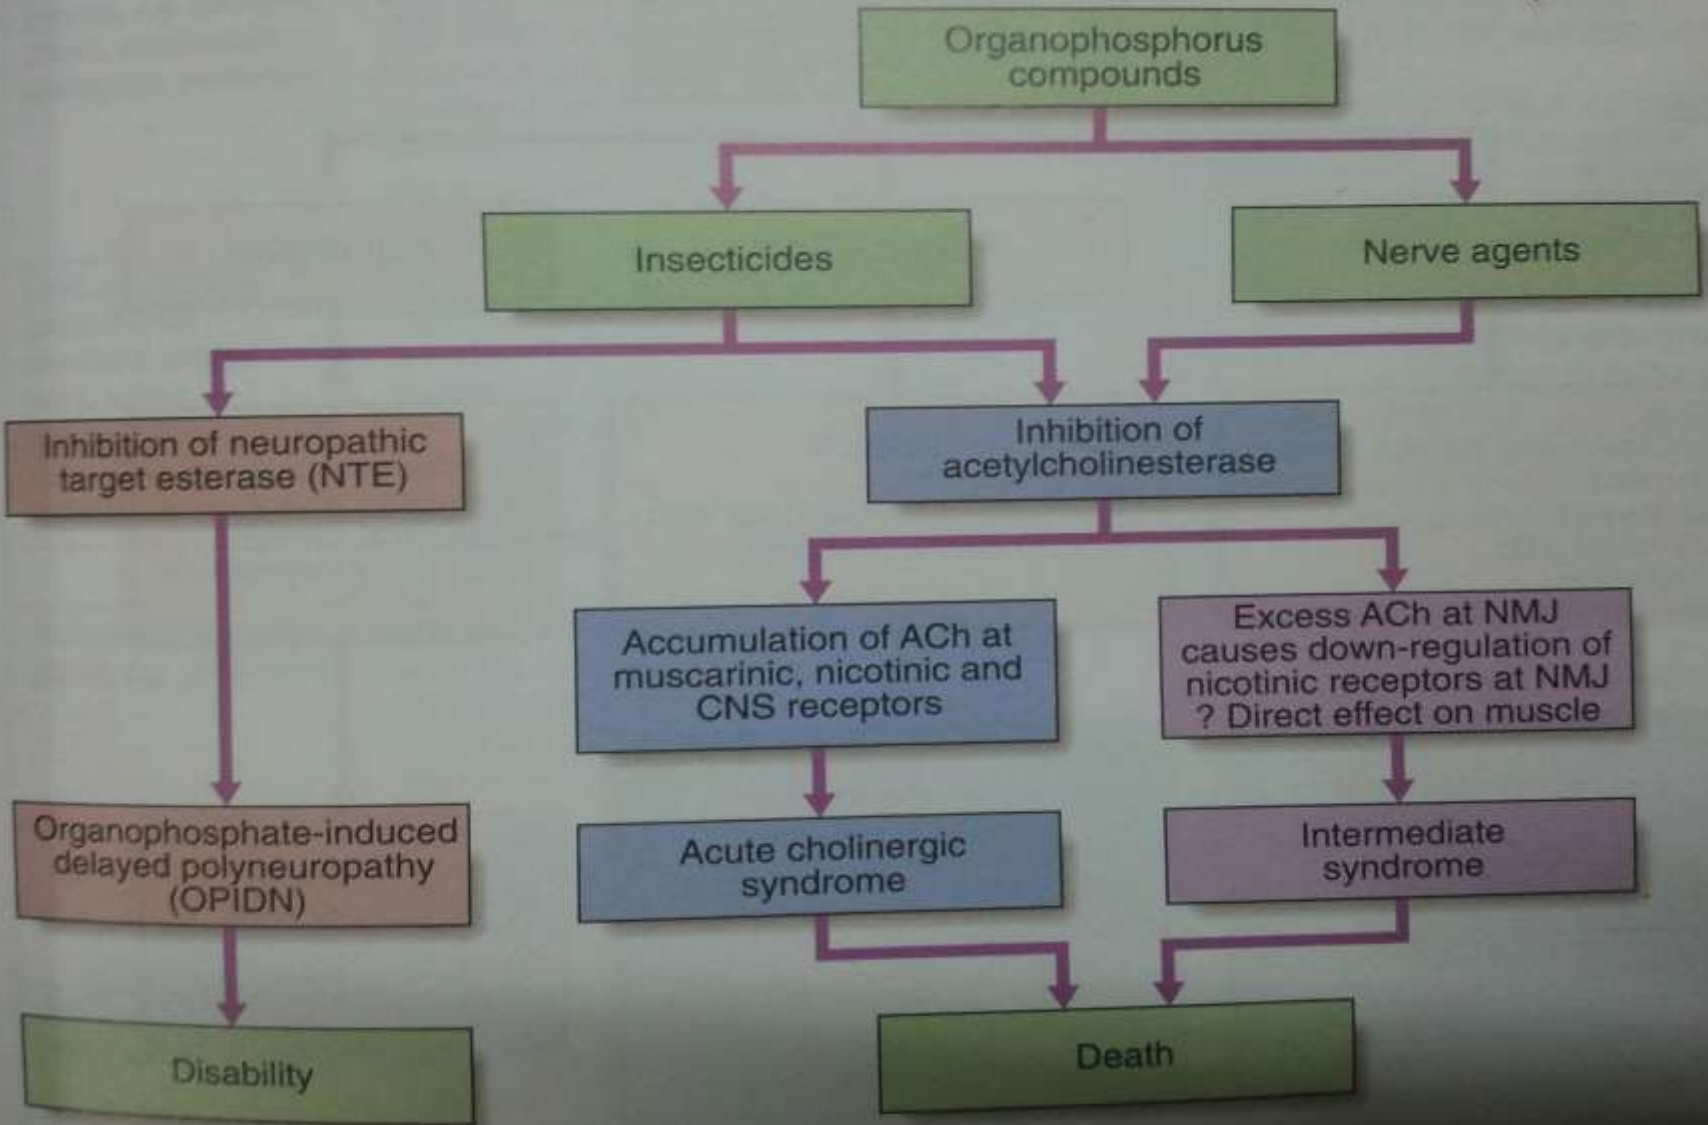 Organophosphorus
compounds
Insecticides
Nerve agents
Inhibition of neuropathic
target esterase (NTE)
Inhibition of
acetylcholinesterase
Accumulation of ACh at
muscarinic, nicotinic and
CNS receptors
Excess ACh at NMJ
causes down-regulation of
nicotinic receptors at NMJ
? Direct effect on muscle
Organophosphate-induced
delayed polyneuropathy
(OPIDN)
Acute cholinergic
syndrome
Intermediate
syndrome
Disability
Death